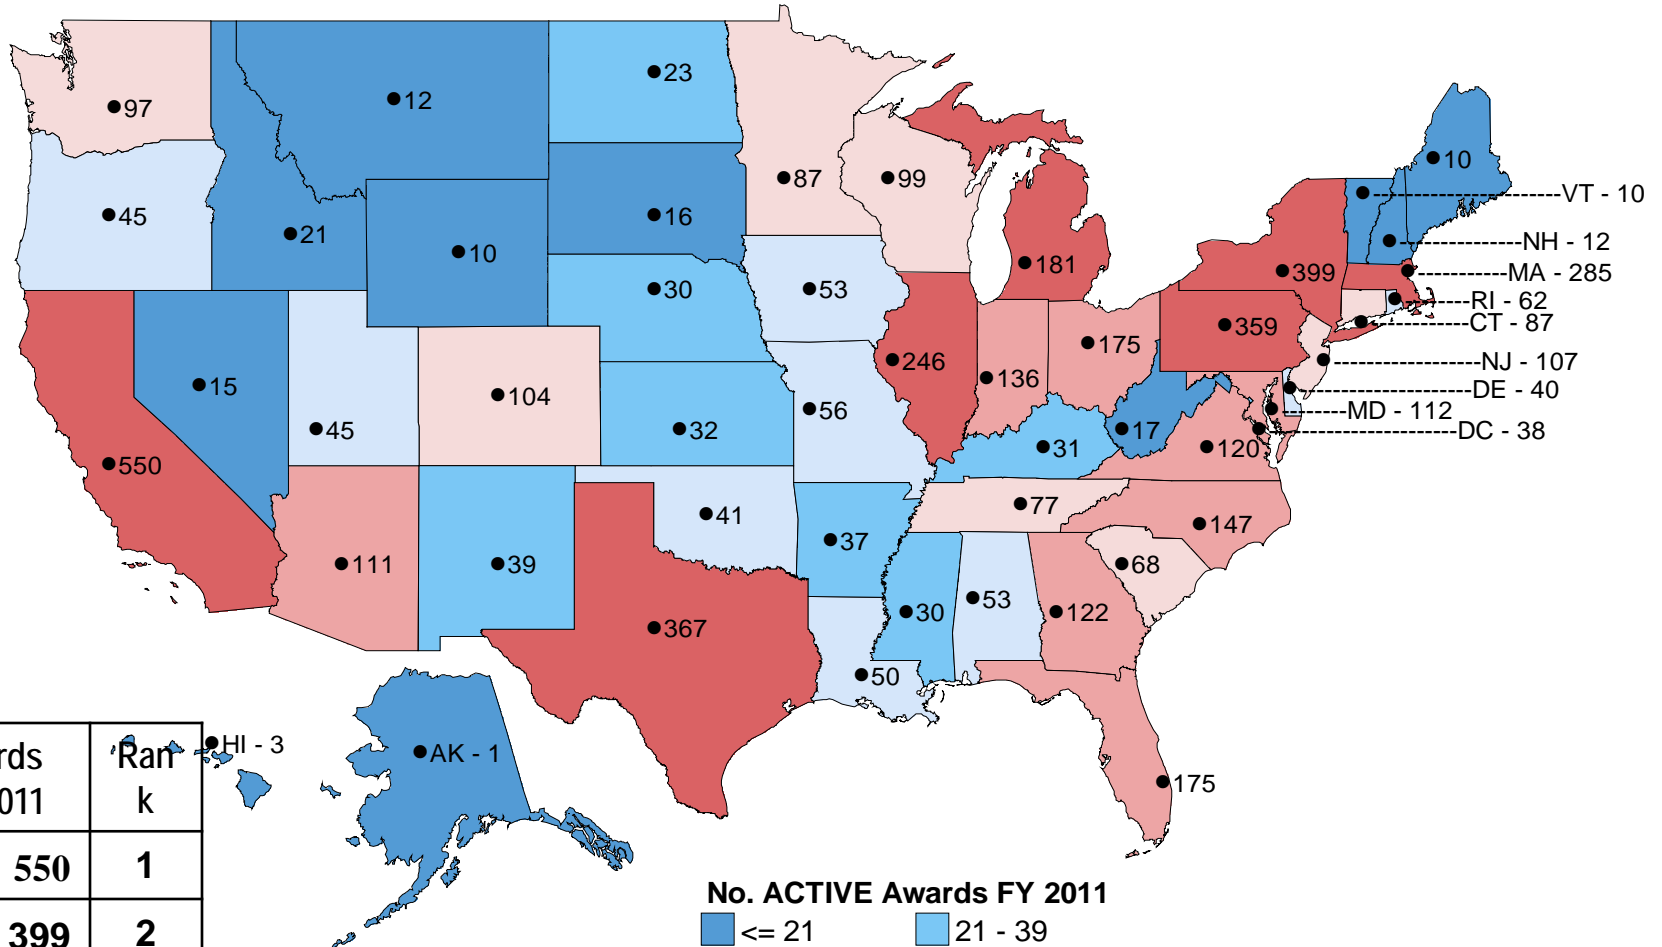 23
97
12
87
99
10
VT - 10
45
21
16
10
NH - 12
181
399
MA - 285
30
53
RI - 62
CT - 87
359
15
246
175
NJ - 107
136
104
DE - 40
56
MD - 112
45
32
17
DC - 38
31
120
550
77
41
147
37
111
39
68
30
53
122
367
50
HI - 3
AK - 1
175
rds
011
Ran
k
550
1
399
2
No. ACTIVE Awards FY 2011
<= 21
21 - 39